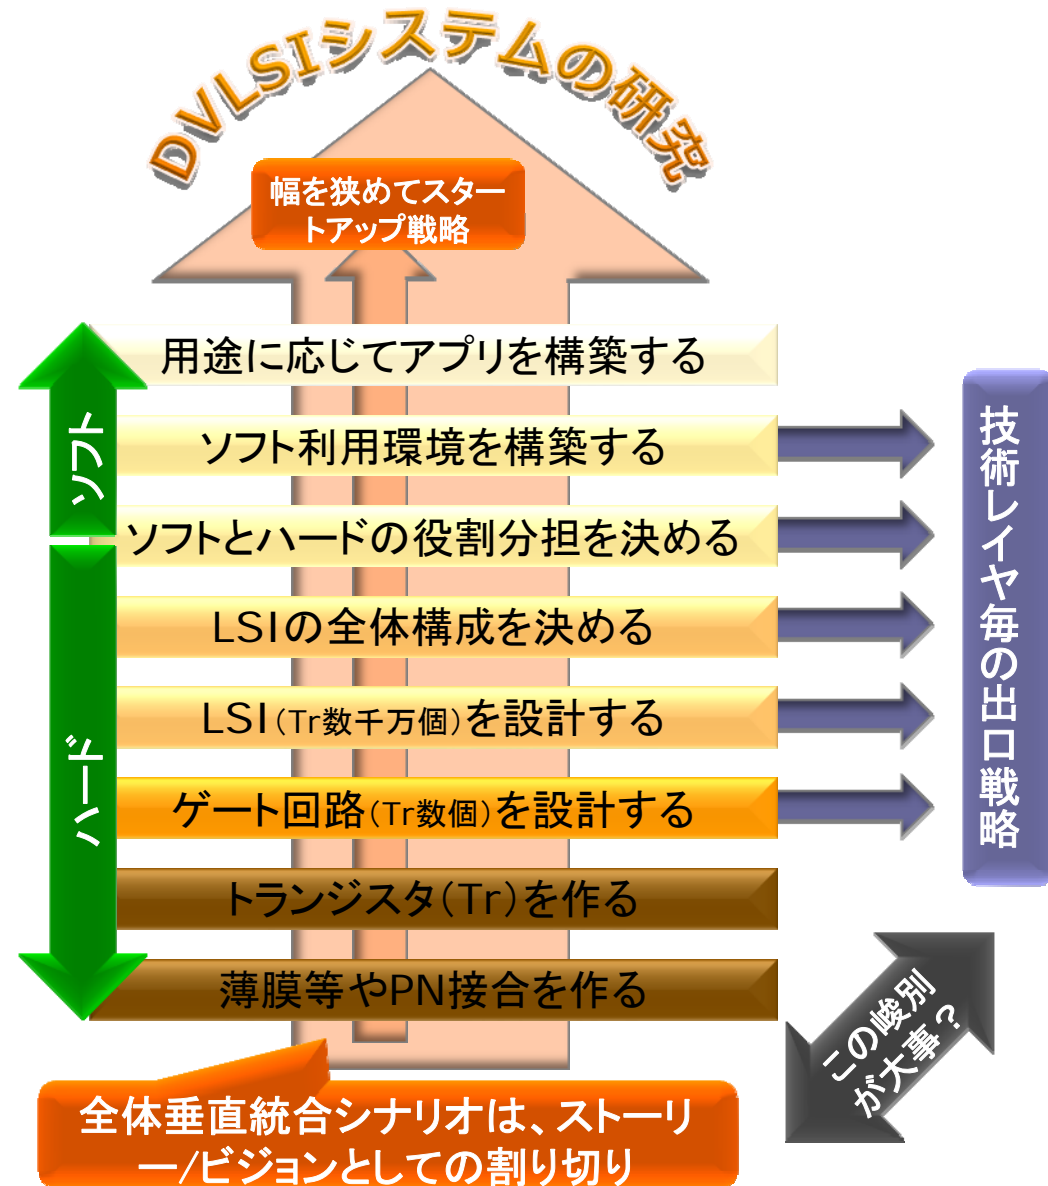 DVLSIシステムの研究
幅を狭めてスター
トアップ戦略
用途に応じてアプリを構築する
ソフト利用環境を構築する
ソフトとハードの役割分担を決める
LSIの全体構成を決める
LSI(Tr数千万個)を設計する
ゲート回路(Tr数個)を設計する
トランジスタ(Tr)を作る
薄膜等やPN接合を作る
ソフト
ハード
技術レイヤ毎の出口戦略
この峻別
が大事?
全体垂直統合シナリオは、ストーリ
ー/ビジョンとしての割り切り